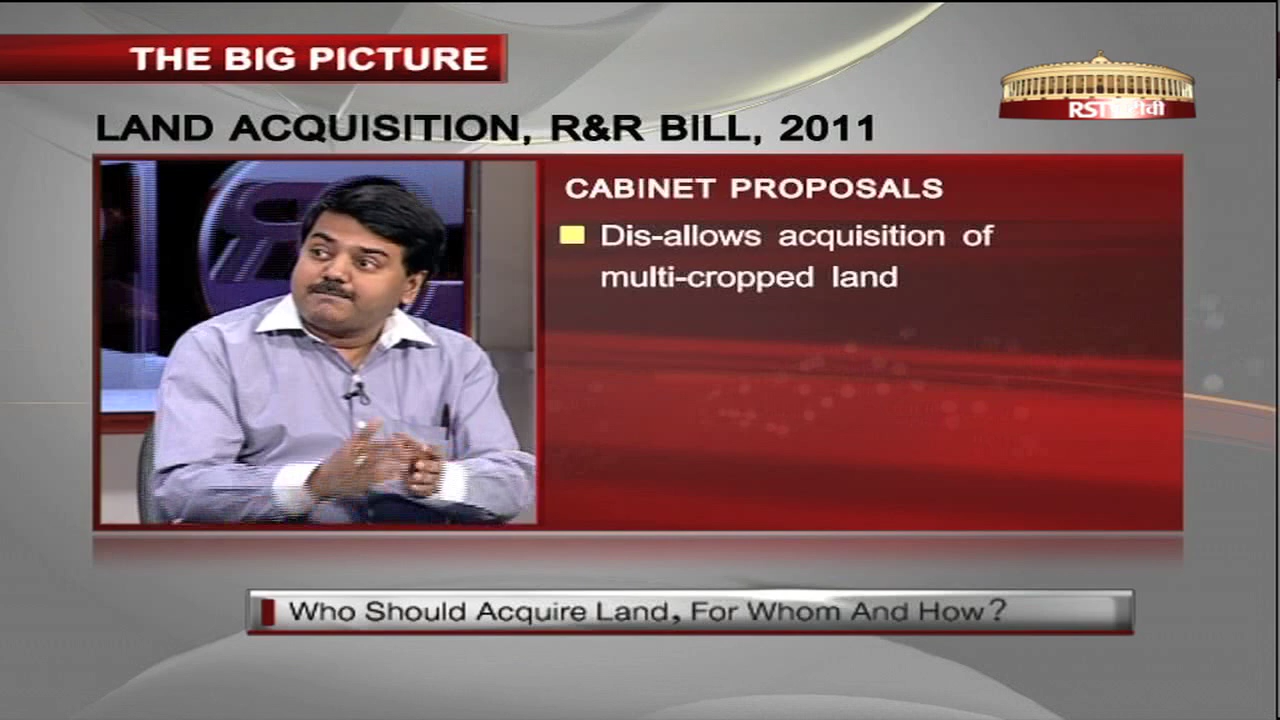 THE BIG PICTURE
RSTV टीवी
LAND ACQUISITION, R&R BILL, 2011
CABINET PROPOSALS
Dis-allows acquisition of
multi-cropped land
Who Should Acquire Land, For Whom And How?